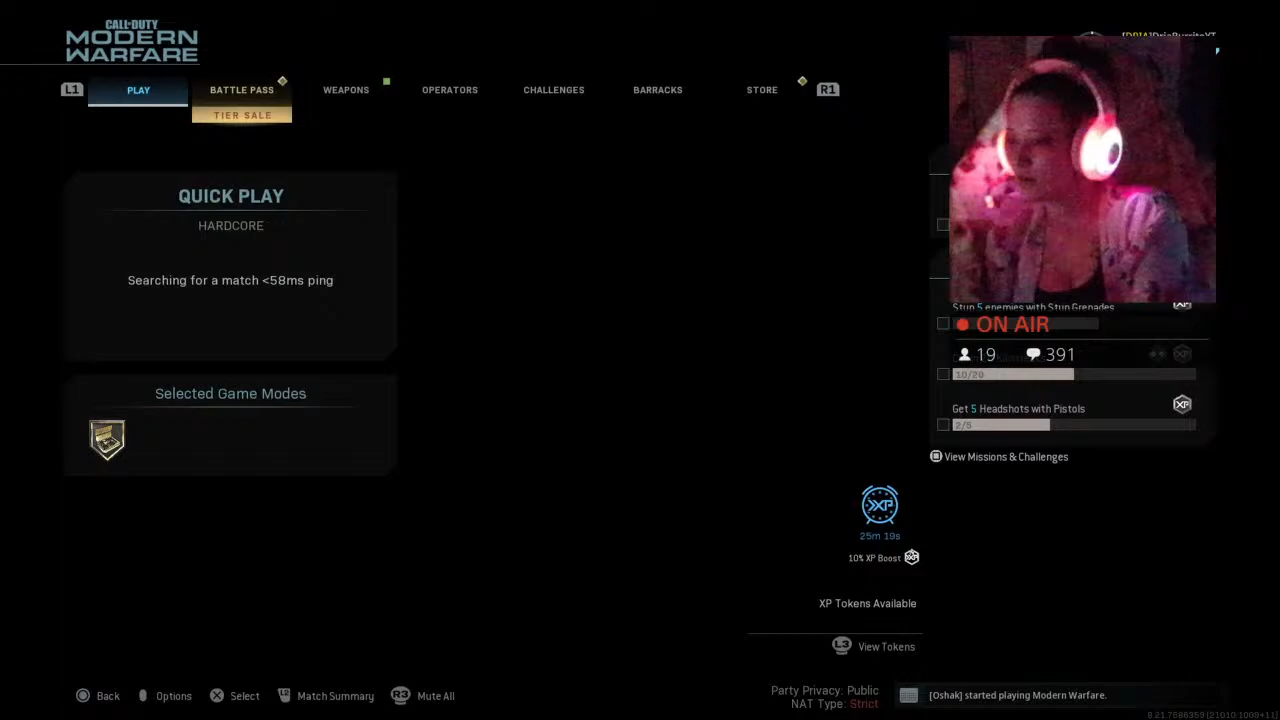 CALL OF DUTY
MODERN
WARFARE
L1
PLAY
BATTLE PASS
TIER SALE
WEAPONS
OPERATORS
CHALLENGES
BARRACKS
STORE
R1
QUICK PLAY
HARDCORE
Searching for a match <58ms ping
Selected Game Modes
Stun 5 enemies with Stun Grenades
XP
ON AIR
19
391
10/20
Get 5 Headshots with Pistols
XP
2/5
View Missions & Challenges
XP
25m 19s
10% XP Boost
XP Tokens Available
L3 View Tokens
Back
Options
Select
Match Summary
R3 Mute All
Party Privacy: Public
NAT Type: Strict
[Oshak] started playing Modern Warfare.